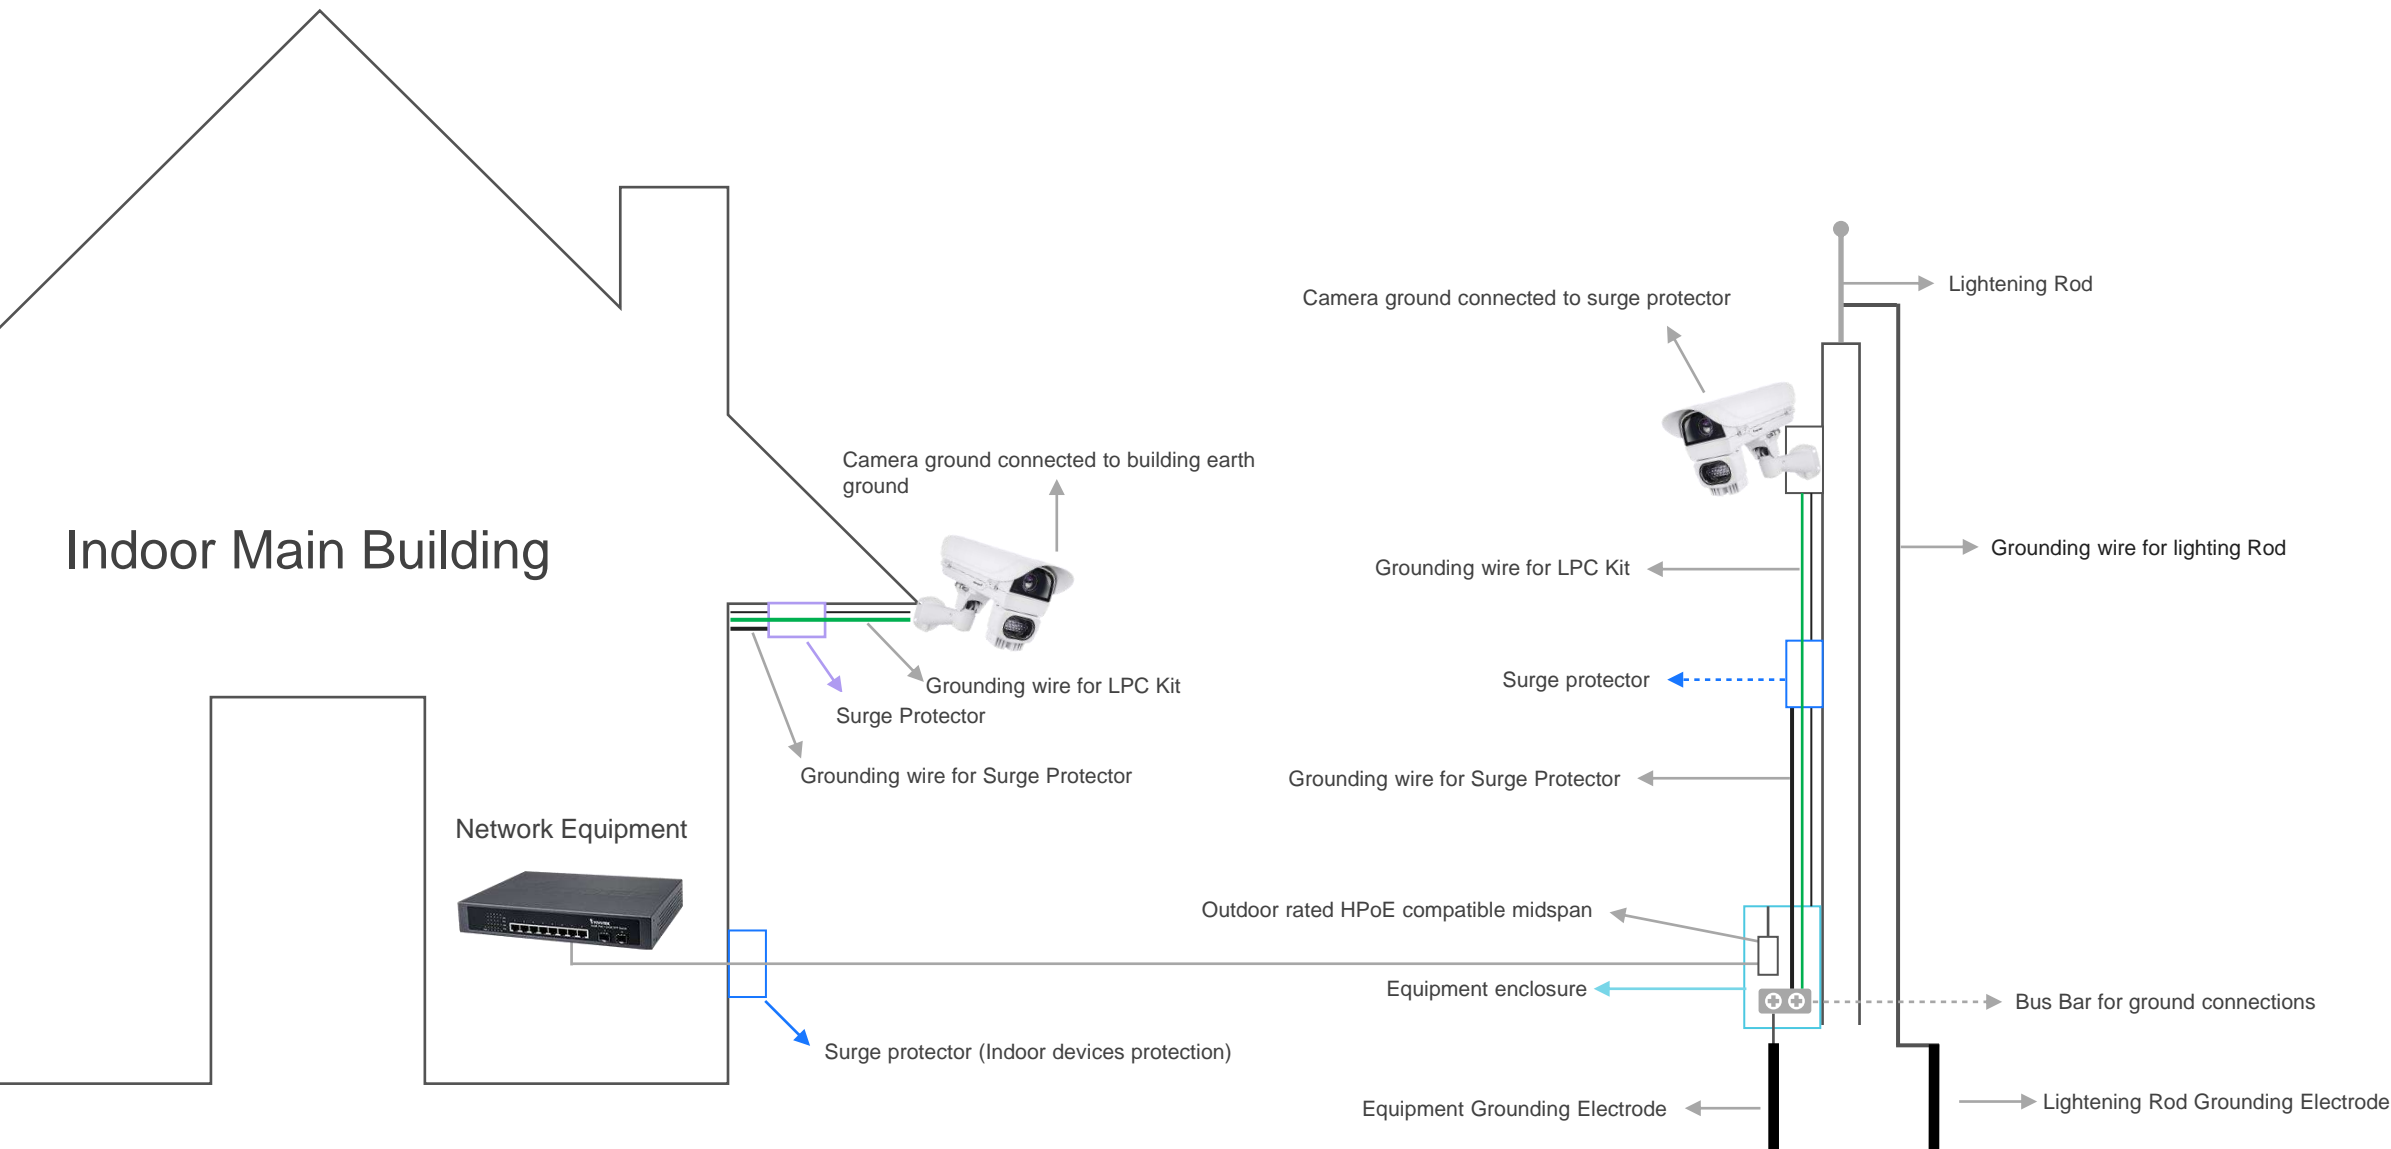 Lightening Rod
Camera ground connected to surge protector
Camera ground connected to building earth
ground
Indoor Main Building
Grounding wire for lighting Rod
Grounding wire for LPC Kit
Grounding wire for LPC Kit
Surge protector
Surge Protector
Grounding wire for Surge Protector
Grounding wire for Surge Protector
Network Equipment
Outdoor rated HPoE compatible midspan
Equipment enclosure
Bus Bar for ground connections
Surge protector (Indoor devices protection)
Equipment Grounding Electrode
Lightening Rod Grounding Electrode